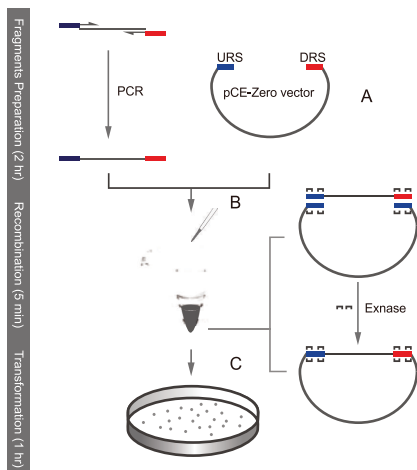 Fragments Preparation (2 hr)
Recombination (5 min)
Transformation (1 hr)
PCR
URS
DRS
pCE-Zero vector
A
B
Exnase
C